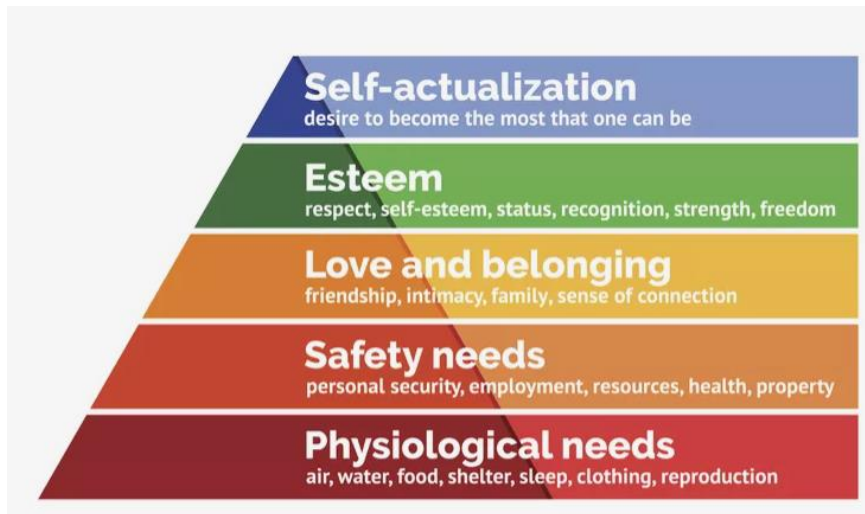 Self-actualization
desire to become the most that one can be
Esteem
respect, self-esteem, status, recognition, strength, freedom
Love and belonging
friendship, intimacy, family, sense of connection
Safety needs
personal security, employment, resources, health, property
Physiological needs
air, water, food, shelter, sleep, clothing, reproduction